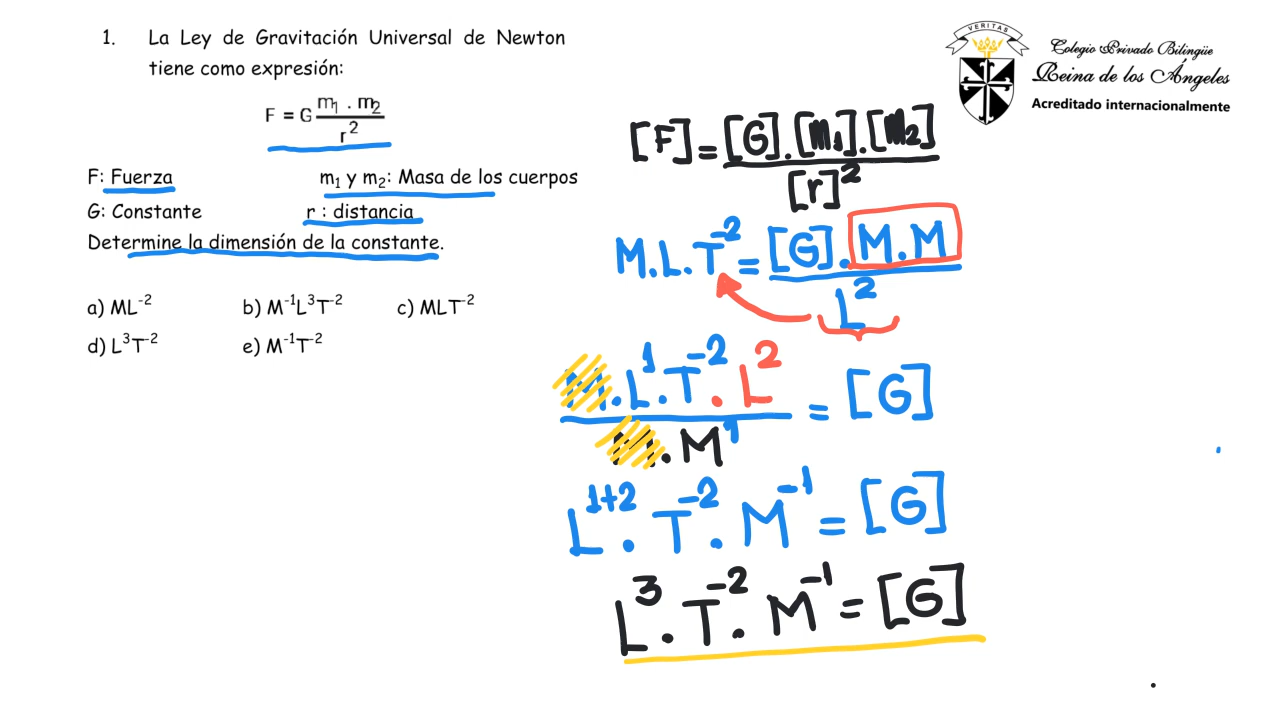 1. La Ley de Gravitación Universal de Newton
tiene como expresión:
F = G (m₁ . m₂) / r²
F: Fuerza m₁ y m₂: Masa de los cuerpos
G: Constante r : distancia
Determine la dimensión de la constante.
a) ML⁻² b) M⁻¹L³T⁻² c) MLT⁻²
d) L³T⁻² e) M⁻¹T⁻²
VERITAS
Colegio Privado Bilingüe
Reina de los Ángeles
Acreditado internacionalmente
[F] = [G].[m₁].[m₂] / [r]²
M.L.T⁻² = [G].M.M / L²
M.L¹.T⁻².L² / M.M¹ = [G]
L¹⁺².T⁻².M⁻¹ = [G]
L³.T⁻².M⁻¹ = [G]